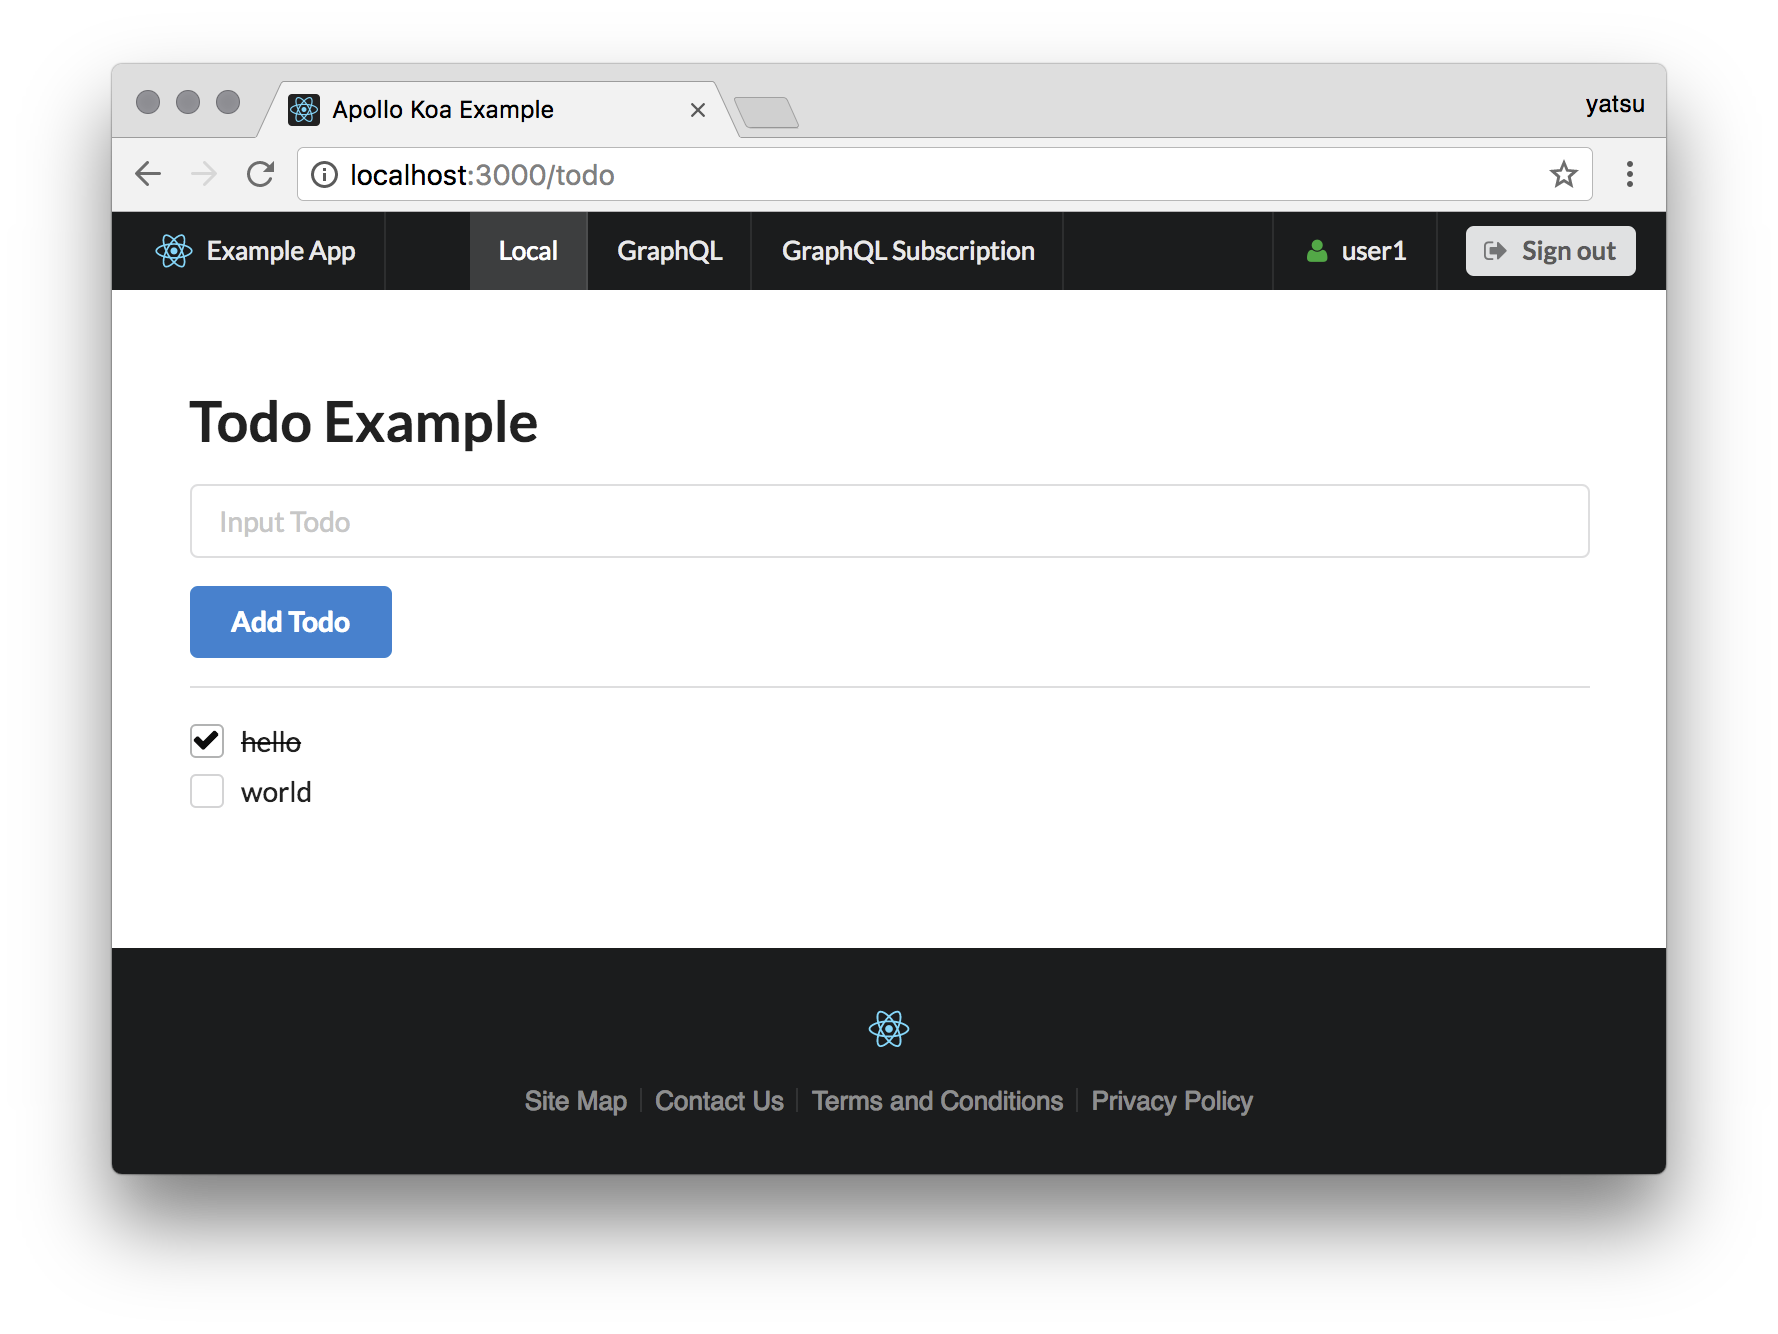 Apollo Koa Example
yatsu
localhost:3000/todo
Example App Local GraphQL GraphQL Subscription user1 Sign out
Todo Example
Input Todo
Add Todo
hello
world
Site Map Contact Us Terms and Conditions Privacy Policy